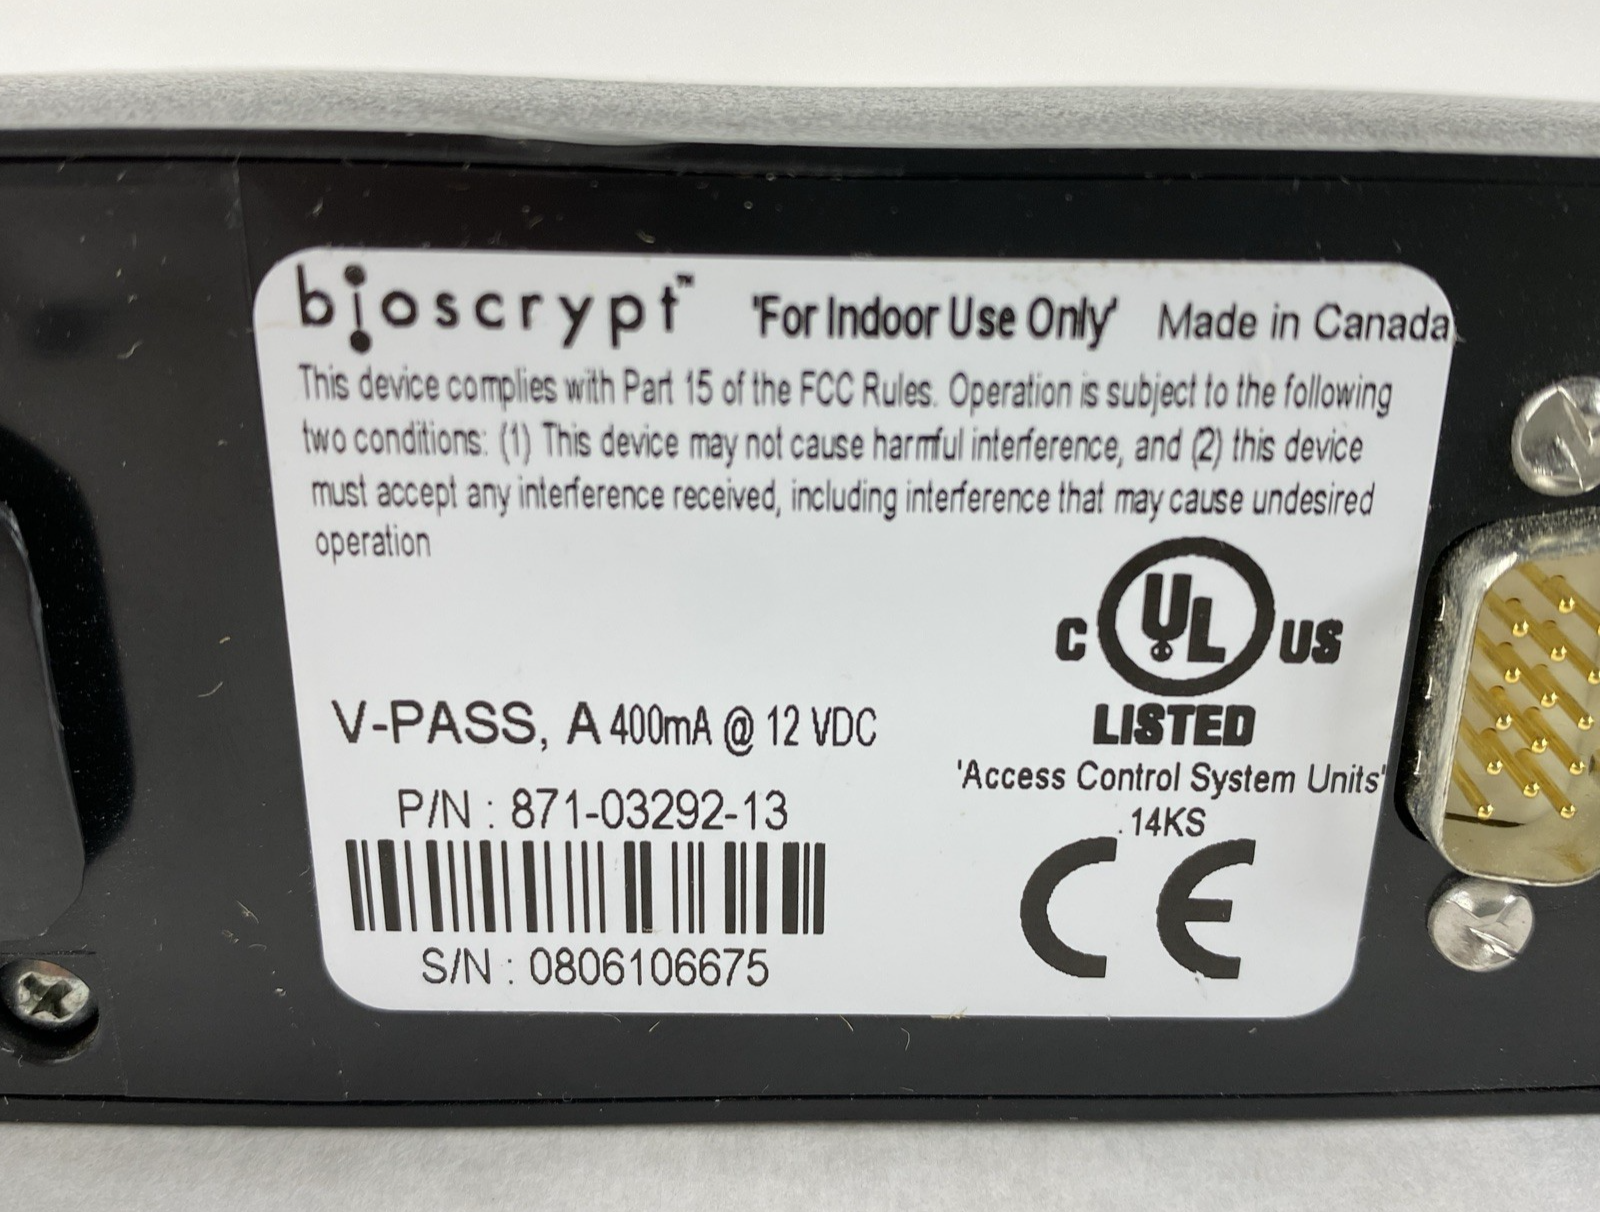 bioscrypt™ 'For Indoor Use Only' Made in Canada
This device complies with Part 15 of the FCC Rules. Operation is subject to the following
two conditions: (1) This device may not cause harmful interference, and (2) this device
must accept any interference received, including interference that may cause undesired
operation
C UL US
LISTED
V-PASS, A 400mA @ 12 VDC
'Access Control System Units'
P/N : 871-03292-13
14KS
CE
S/N : 0806106675